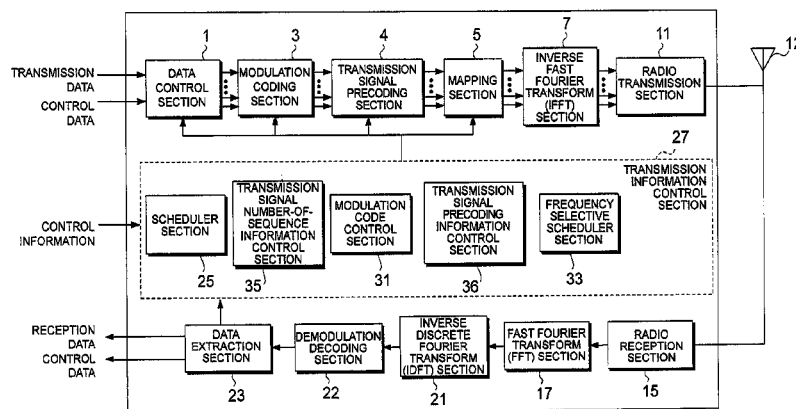 1
3
4
5
7
11
12
TRANSMISSION
DATA
CONTROL
DATA
DATA
CONTROL
SECTION
MODULATION
CODING
SECTION
TRANSMISSION
SIGNAL
PRECODING
SECTION
MAPPING
SECTION
INVERSE
FAST
FOURIER
TRANSFORM
(IFFT)
SECTION
RADIO
TRANSMISSION
SECTION
27
TRANSMISSION
INFORMATION
CONTROL
SECTION
CONTROL
INFORMATION
SCHEDULER
SECTION
25
TRANSMISSION
SIGNAL
NUMBER-OF-
SEQUENCE
INFORMATION
CONTROL
SECTION
35
MODULATION
CODE CONTROL
SECTION
31
TRANSMISSION
SIGNAL
PRECODING
INFORMATION
CONTROL
SECTION
36
FREQUENCY
SELECTIVE
SCHEDULER
SECTION
33
RECEPTION
DATA
CONTROL
DATA
DATA
EXTRACTION
SECTION
23
DEMODULATION
DECODING
SECTION
22
INVERSE
DISCRETE
FOURIER
TRANSFORM
(IDFT) SECTION
21
FAST FOURIER
TRANSFORM
(FFT) SECTION
17
RADIO
RECEPTION
SECTION
15